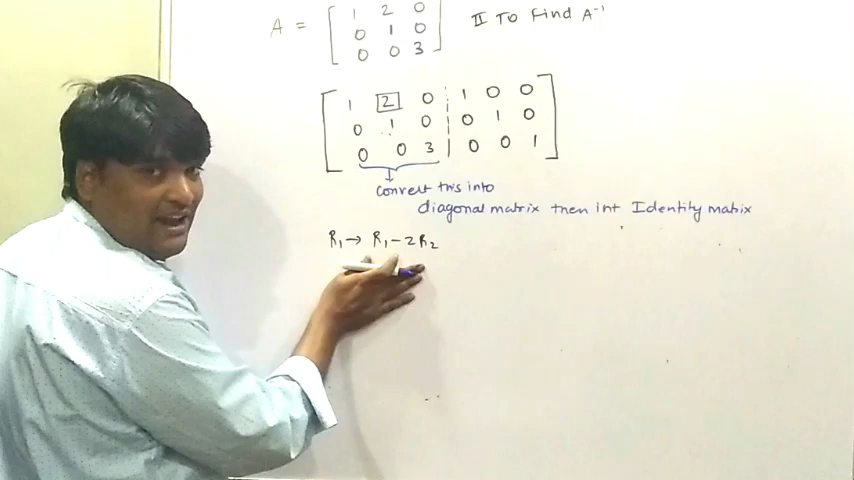 A = [ 1 2 0 II To Find A⁻¹
0 1 0
0 0 3 ]
[ 1 2 0 | 1 0 0
0 1 0 | 0 1 0
0 0 3 | 0 0 1 ]
convert this into
diagonal matrix then int Identity matrix
R₁ → R₁ − 2R₂